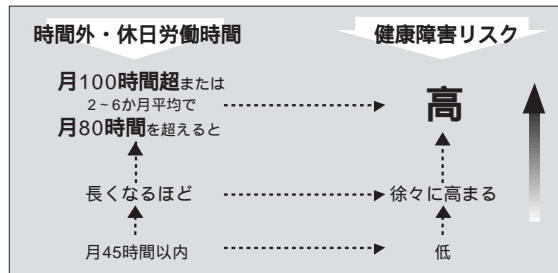 時間外・休日労働時間
健康障害リスク
月100時間超または
2~6か月平均で
月80時間を超えると
高
長くなるほど
徐々に高まる
月45時間以内
低